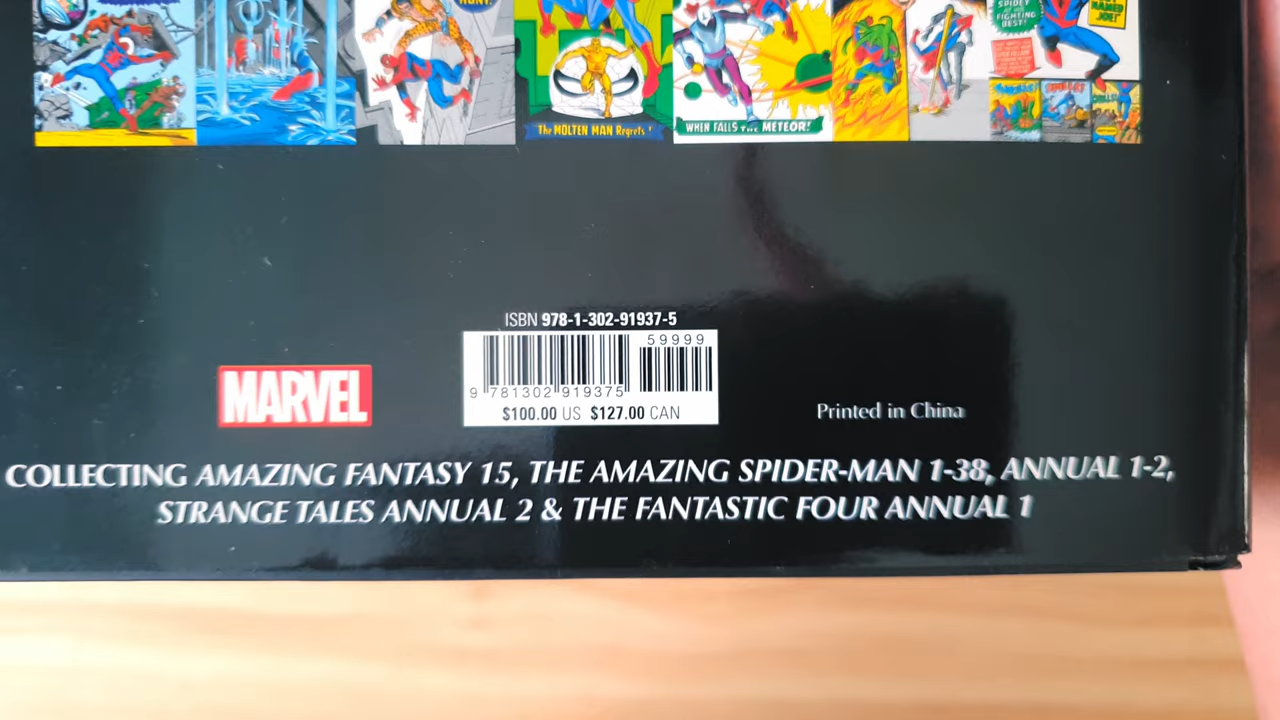 HUNT!
SPIDEY
at his
FIGHTING
BEST!
NAMED
JOE!
The MOLTEN MAN Regrets!
WHEN FALLS THE METEOR!
ISBN 978-1-302-91937-5
59999
9 781302 919375
$100.00 US $127.00 CAN
MARVEL
Printed in China
COLLECTING AMAZING FANTASY 15, THE AMAZING SPIDER-MAN 1-38, ANNUAL 1-2,
STRANGE TALES ANNUAL 2 & THE FANTASTIC FOUR ANNUAL 1